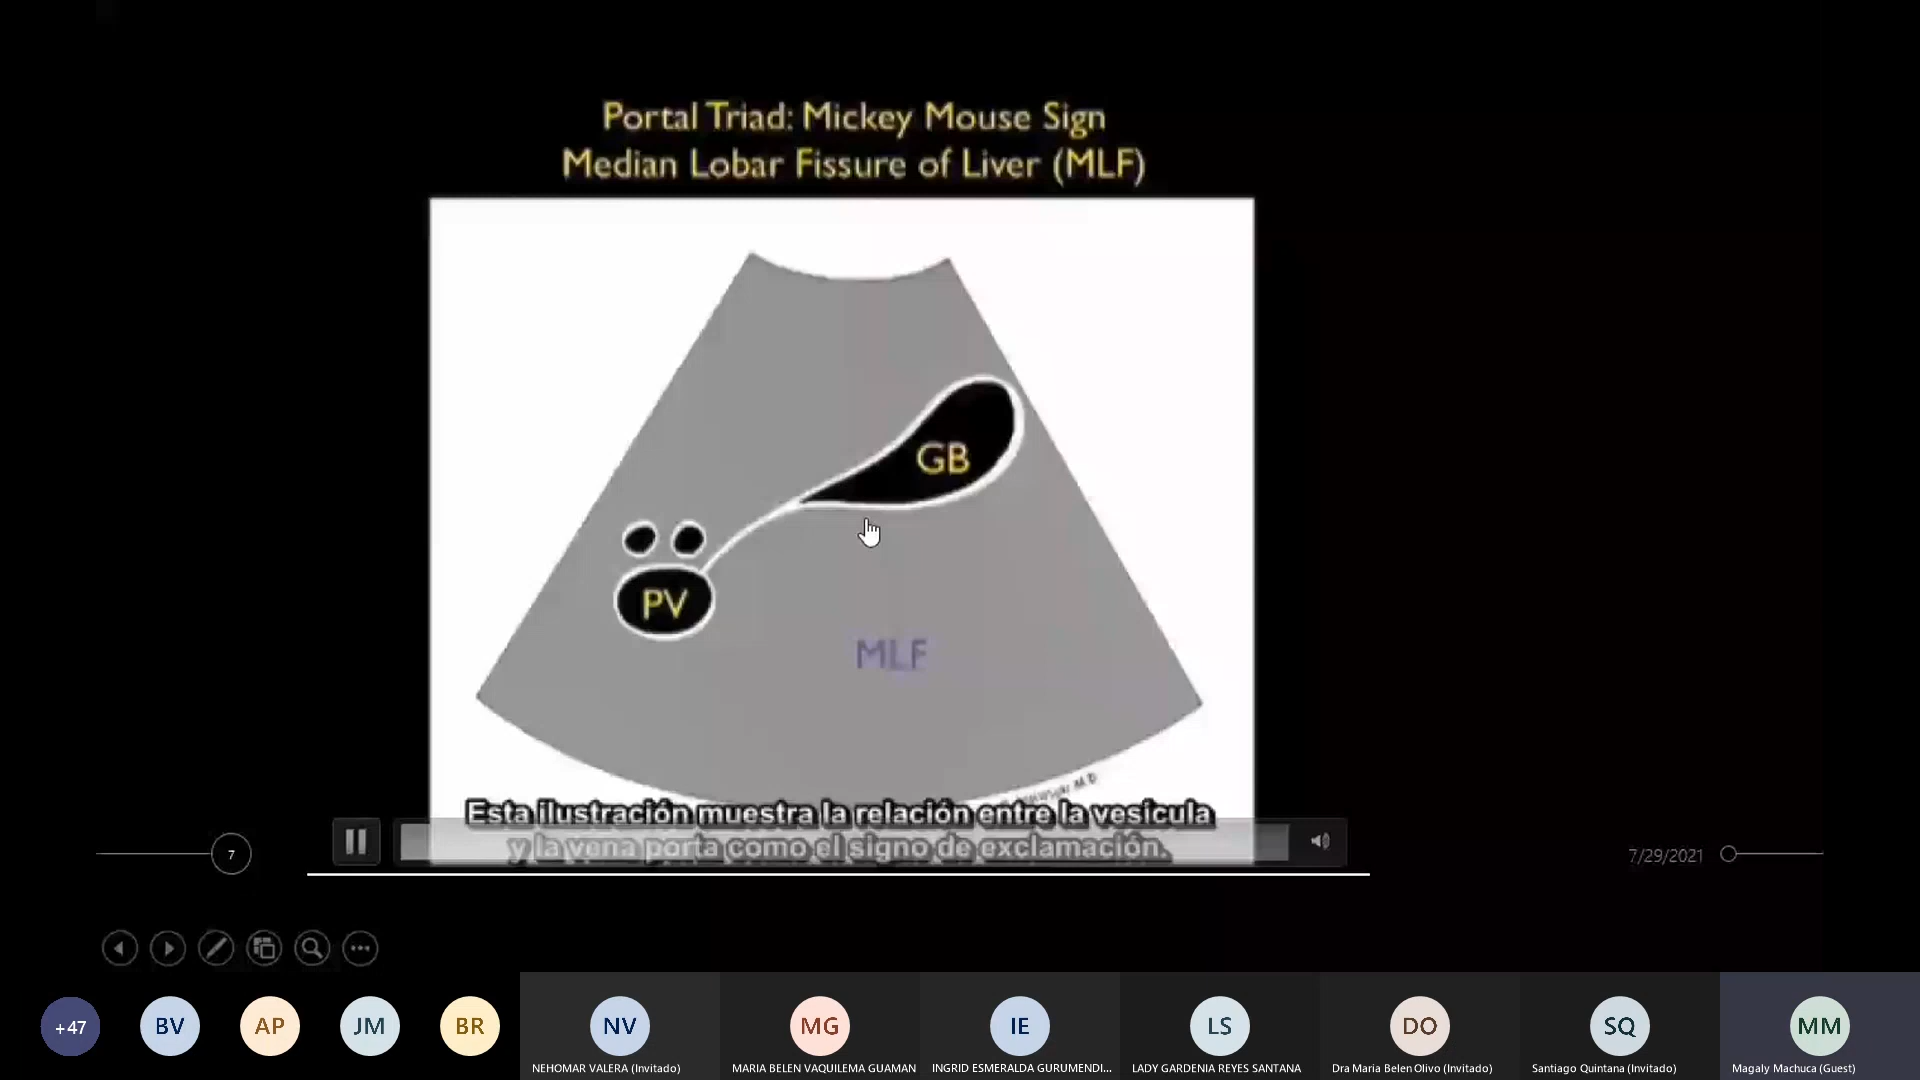 Portal Triad: Mickey Mouse Sign
Median Lobar Fissure of Liver (MLF)
GB
PV
MLF
M.D.
Esta ilustración muestra la relación entre la vesícula
y la vena porta como el signo de exclamación.
7
7/29/2021
+47
BV
AP
JM
BR
NV
MG
IE
LS
DO
SQ
MM
NEHOMAR VALERA (Invitado)
MARIA BELEN VAQUILEMA GUAMAN
INGRID ESMERALDA GURUMENDI...
LADY GARDENIA REYES SANTANA
Dra Maria Belen Olivo (Invitado)
Santiago Quintana (Invitado)
Magaly Machuca (Guest)